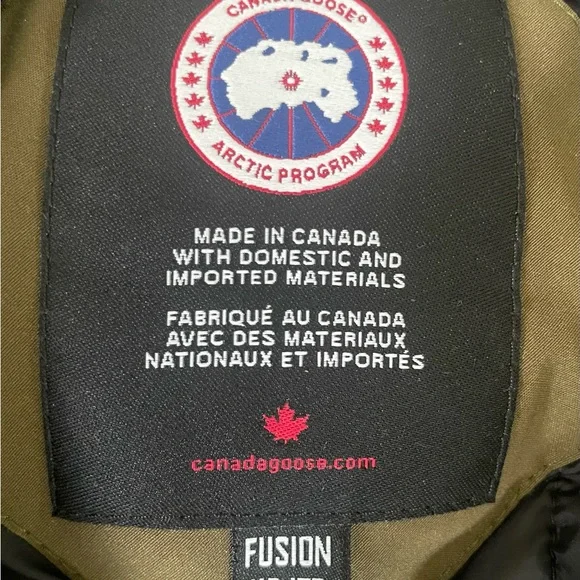 CANADA GOOSE®
ARCTIC PROGRAM
MADE IN CANADA
WITH DOMESTIC AND
IMPORTED MATERIALS
FABRIQUÉ AU CANADA
AVEC DES MATERIAUX
NATIONAUX ET IMPORTÉS
canadagoose.com
FUSION